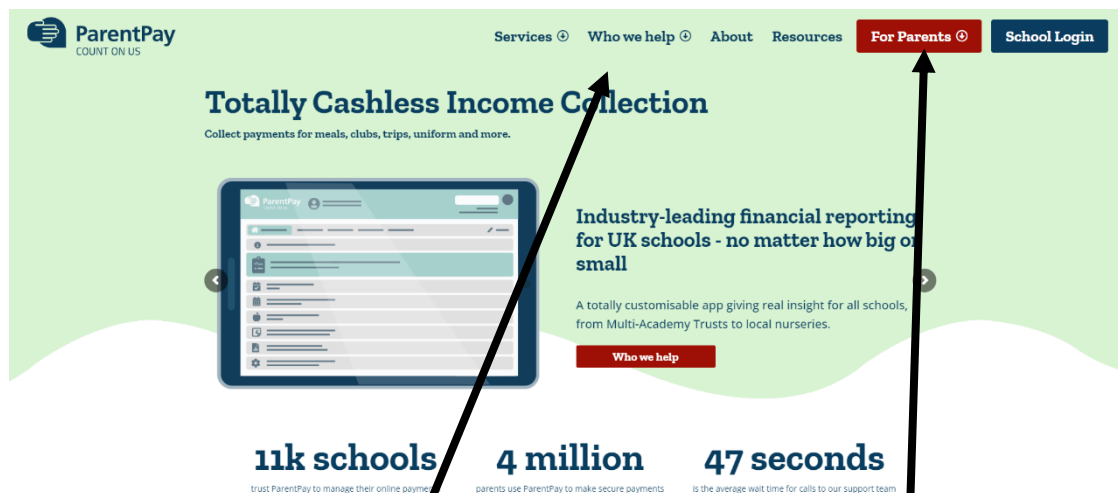 ParentPay
COUNT ON US
Services Who we help About Resources For Parents School Login
Totally Cashless Income Collection
Collect payments for meals, clubs, trips, uniform and more.
ParentPay
Industry-leading financial reporting
for UK schools - no matter how big or
small
A totally customisable app giving real insight for all schools,
from Multi-Academy Trusts to local nurseries.
Who we help
11k schools 4 million 47 seconds
trust ParentPay to manage their online payments parents use ParentPay to make secure payments is the average wait time for calls to our support team